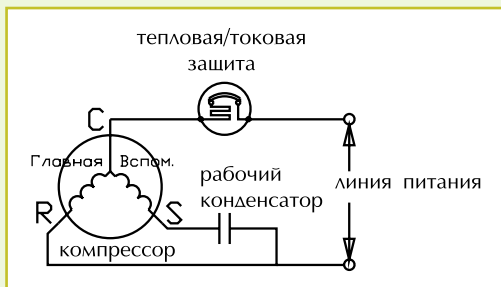 тепловая/токовая
защита
C
Главная Вспом.
рабочий
конденсатор
линия питания
R
S
компрессор